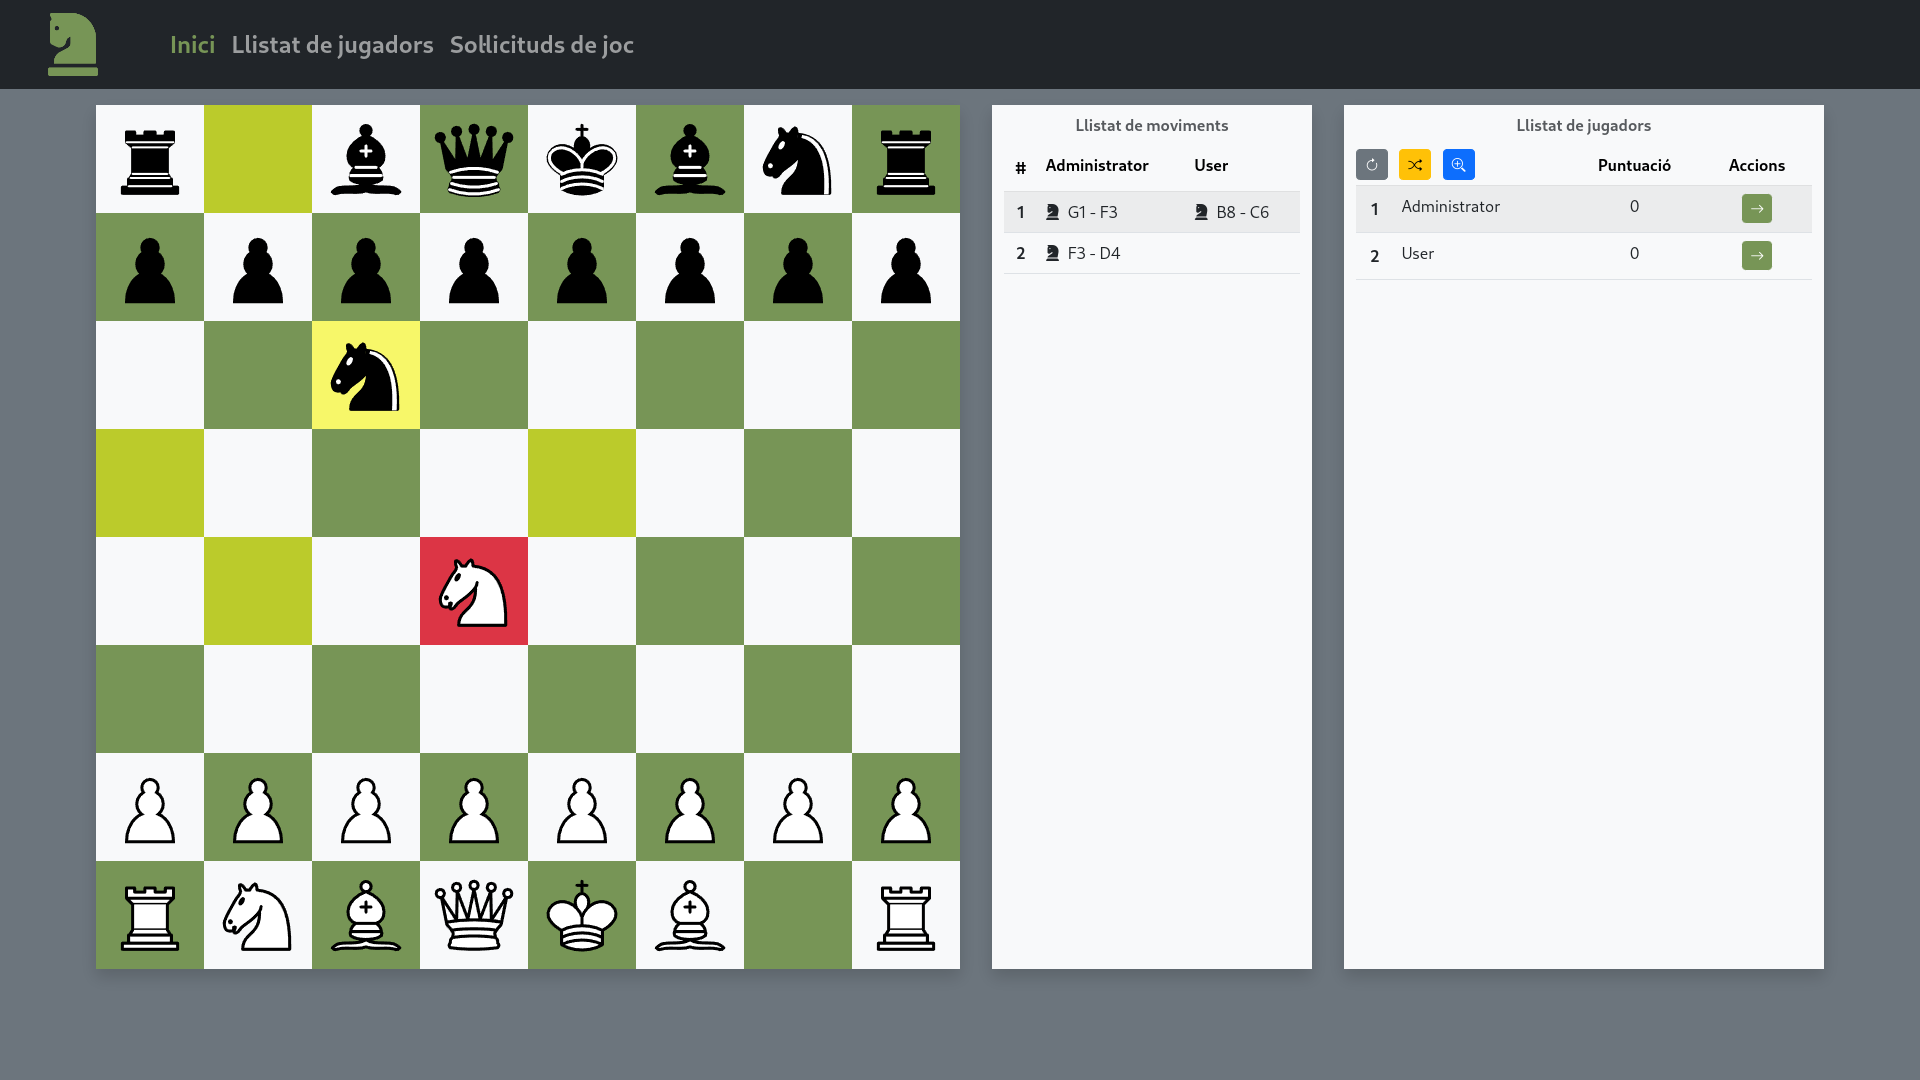 Inici Llistat de jugadors Sol·licituds de joc
Llistat de moviments
# Administrator User
1 G1 - F3 B8 - C6
2 F3 - D4
Llistat de jugadors
Puntuació Accions
1 Administrator 0
2 User 0